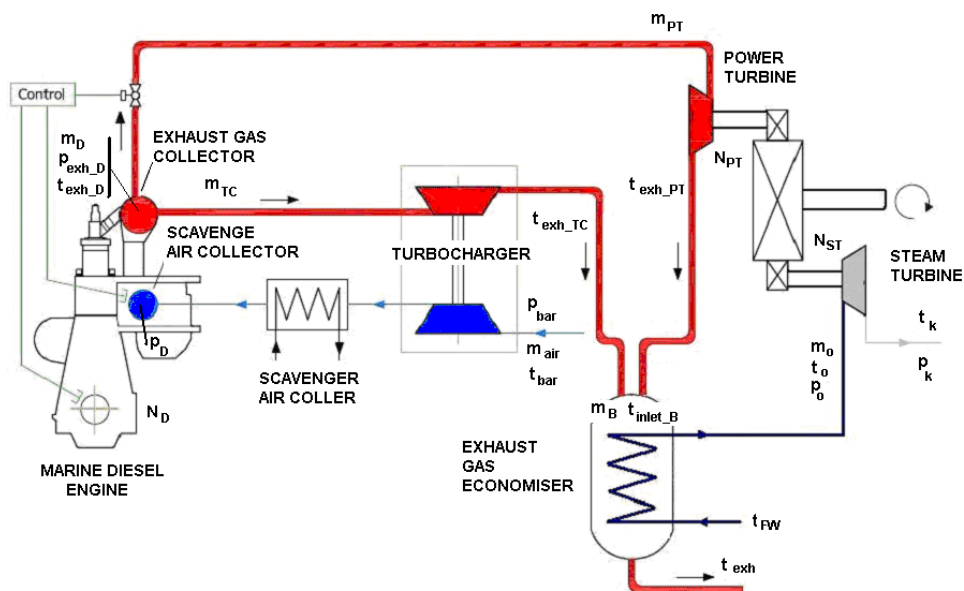 m_PT
POWER
TURBINE
Control
m_D
p_exh_D
t_exh_D
EXHAUST GAS
COLLECTOR
m_TC
N_PT
t_exh_PT
t_exh_TC
SCAVENGE
AIR COLLECTOR
TURBOCHARGER
N_ST
STEAM
TURBINE
p_D
p_bar
m_air
t_bar
t_k
p_k
m_o
t_o
p_o
SCAVENGER
AIR COLLER
N_D
m_B
t_inlet_B
MARINE DIESEL
ENGINE
EXHAUST
GAS
ECONOMISER
t_FW
t_exh